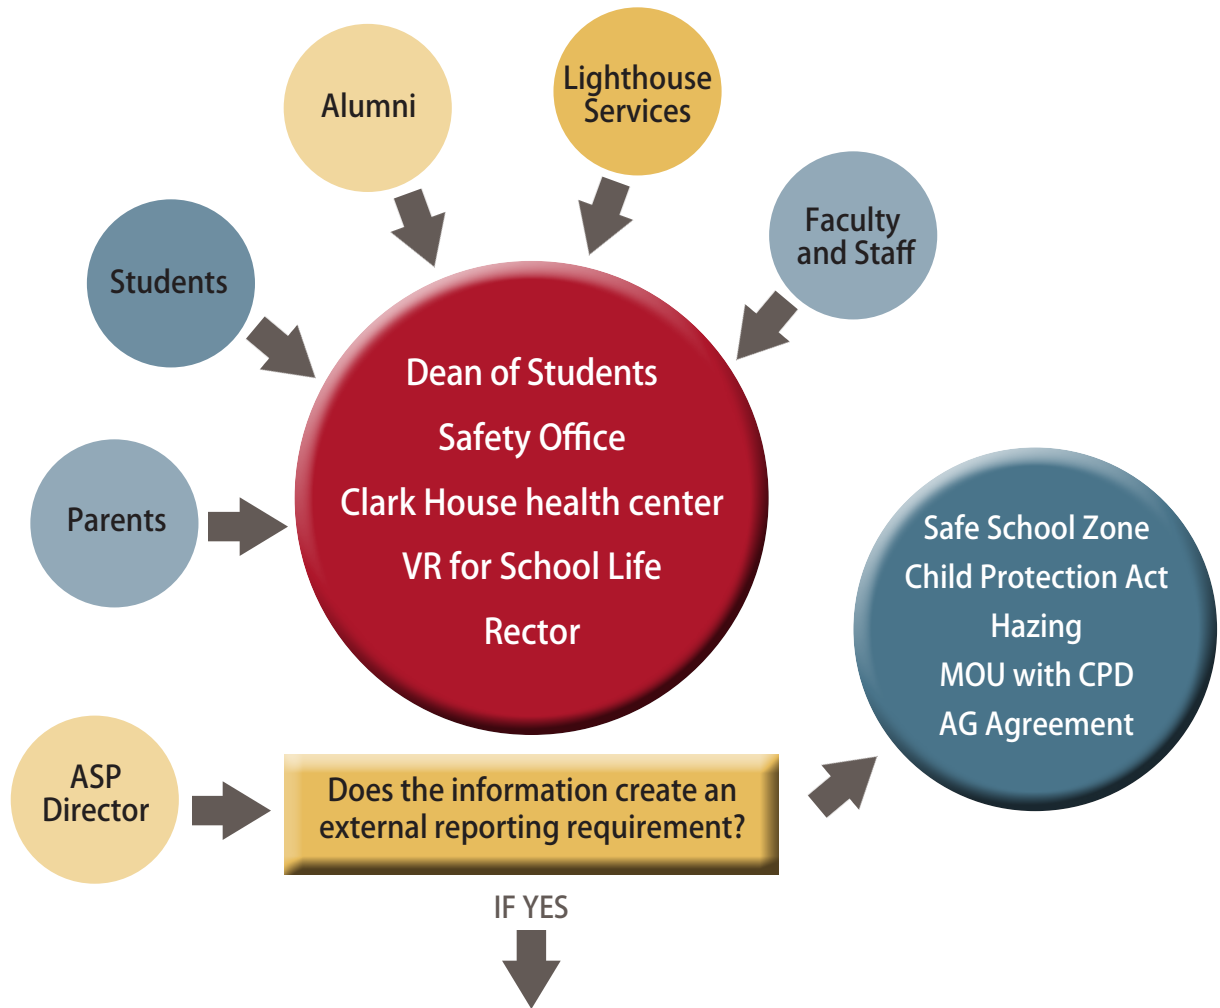 Alumni
Lighthouse
Services
Students
Faculty
and Staff
Parents
Dean of Students
Safety Office
Clark House health center
VR for School Life
Rector
Safe School Zone
Child Protection Act
Hazing
MOU with CPD
AG Agreement
ASP
Director
Does the information create an
external reporting requirement?
IF YES